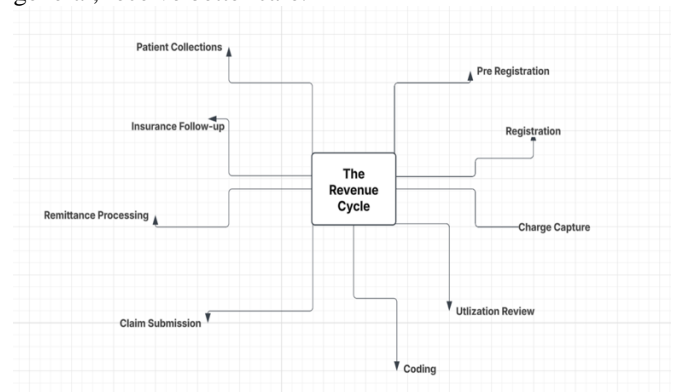 Patient Collections
Pre Registration
Insurance Follow-up
Registration
The
Revenue
Cycle
Remittance Processing
Charge Capture
Utlization Review
Claim Submission
Coding